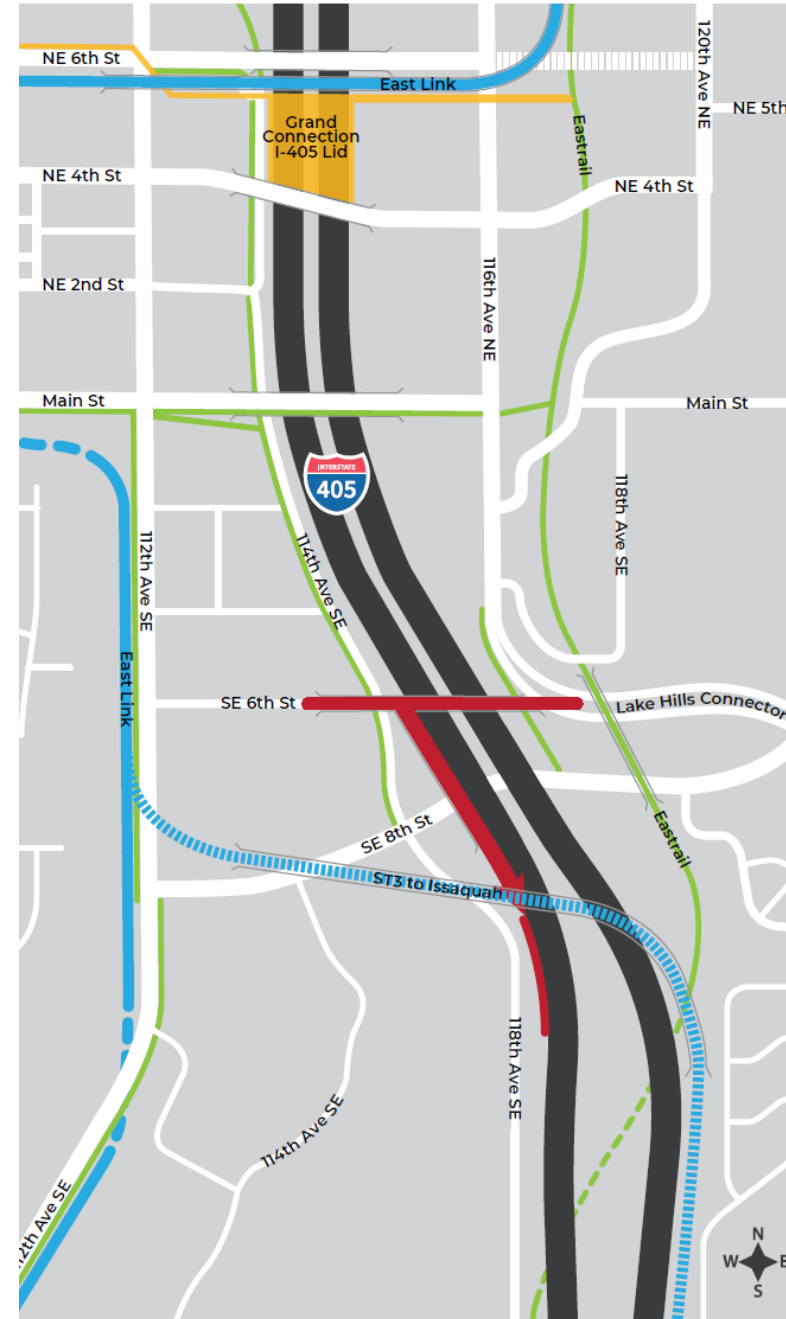 120th Ave NE
NE 6th St
East Link
NE 5th
Grand
Connection
I-405 Lid
Eastrail
NE 4th St
NE 4th St
116th Ave NE
NE 2nd St
Main St
Main St
INTERSTATE
405
118th Ave SE
112th Ave SE
114th Ave SE
East Link
SE 6th St
Lake Hills Connector
SE 8th St
Eastrail
ST3 to Issaquah
118th Ave SE
114th Ave SE
12th Ave SE
N
W
E
S